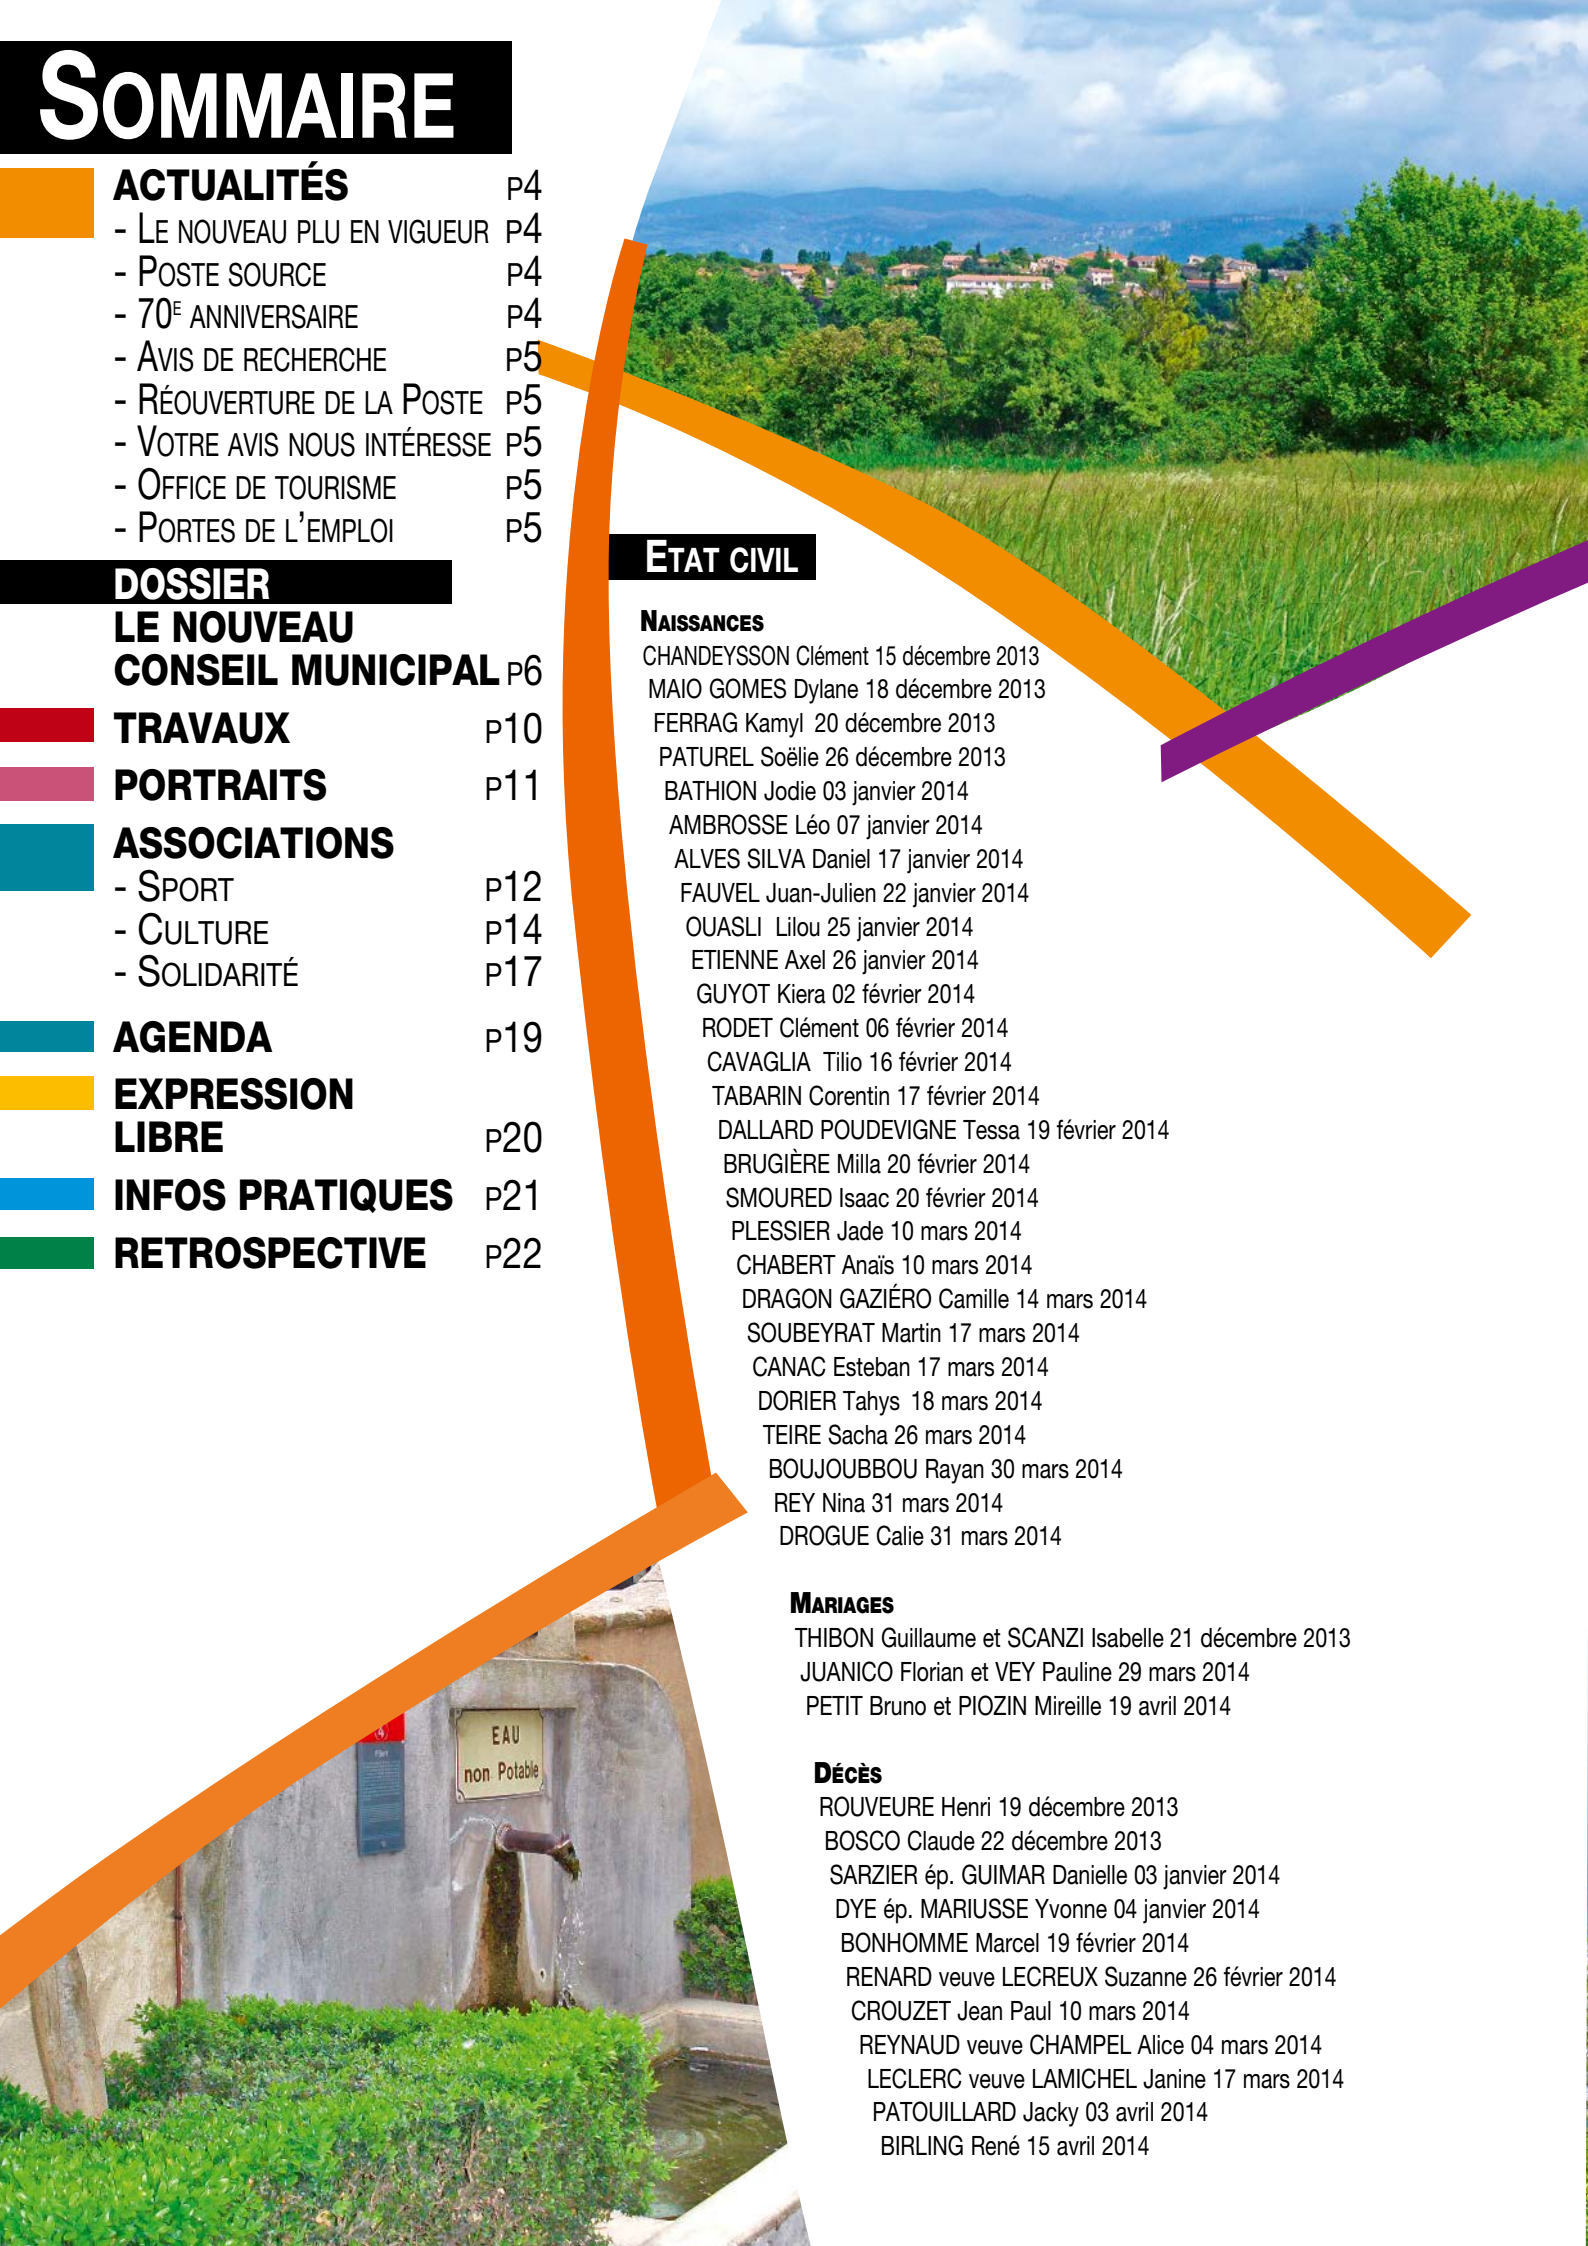 SOMMAIRE
ACTUALITÉS P4
- LE NOUVEAU PLU EN VIGUEUR P4
- POSTE SOURCE P4
- 70E ANNIVERSAIRE P4
- AVIS DE RECHERCHE P5
- RÉOUVERTURE DE LA POSTE P5
- VOTRE AVIS NOUS INTÉRESSE P5
- OFFICE DE TOURISME P5
- PORTES DE L'EMPLOI P5
DOSSIER
LE NOUVEAU
CONSEIL MUNICIPAL P6
TRAVAUX P10
PORTRAITS P11
ASSOCIATIONS
- SPORT P12
- CULTURE P14
- SOLIDARITÉ P17
AGENDA P19
EXPRESSION
LIBRE P20
INFOS PRATIQUES P21
RETROSPECTIVE P22
ETAT CIVIL
NAISSANCES
CHANDEYSSON Clément 15 décembre 2013
MAIO GOMES Dylane 18 décembre 2013
FERRAG Kamyl 20 décembre 2013
PATUREL Soëlie 26 décembre 2013
BATHION Jodie 03 janvier 2014
AMBROSSE Léo 07 janvier 2014
ALVES SILVA Daniel 17 janvier 2014
FAUVEL Juan-Julien 22 janvier 2014
OUASLI Lilou 25 janvier 2014
ETIENNE Axel 26 janvier 2014
GUYOT Kiera 02 février 2014
RODET Clément 06 février 2014
CAVAGLIA Tilio 16 février 2014
TABARIN Corentin 17 février 2014
DALLARD POUDEVIGNE Tessa 19 février 2014
BRUGIÈRE Milla 20 février 2014
SMOURED Isaac 20 février 2014
PLESSIER Jade 10 mars 2014
CHABERT Anaïs 10 mars 2014
DRAGON GAZIÉRO Camille 14 mars 2014
SOUBEYRAT Martin 17 mars 2014
CANAC Esteban 17 mars 2014
DORIER Tahys 18 mars 2014
TEIRE Sacha 26 mars 2014
BOUJOUBBOU Rayan 30 mars 2014
REY Nina 31 mars 2014
DROGUE Calie 31 mars 2014
MARIAGES
THIBON Guillaume et SCANZI Isabelle 21 décembre 2013
JUANICO Florian et VEY Pauline 29 mars 2014
PETIT Bruno et PIOZIN Mireille 19 avril 2014
DÉCÈS
ROUVEURE Henri 19 décembre 2013
BOSCO Claude 22 décembre 2013
SARZIER ép. GUIMAR Danielle 03 janvier 2014
DYE ép. MARIUSSE Yvonne 04 janvier 2014
BONHOMME Marcel 19 février 2014
RENARD veuve LECREUX Suzanne 26 février 2014
CROUZET Jean Paul 10 mars 2014
REYNAUD veuve CHAMPEL Alice 04 mars 2014
LECLERC veuve LAMICHEL Janine 17 mars 2014
PATOUILLARD Jacky 03 avril 2014
BIRLING René 15 avril 2014
EAU
non Potable